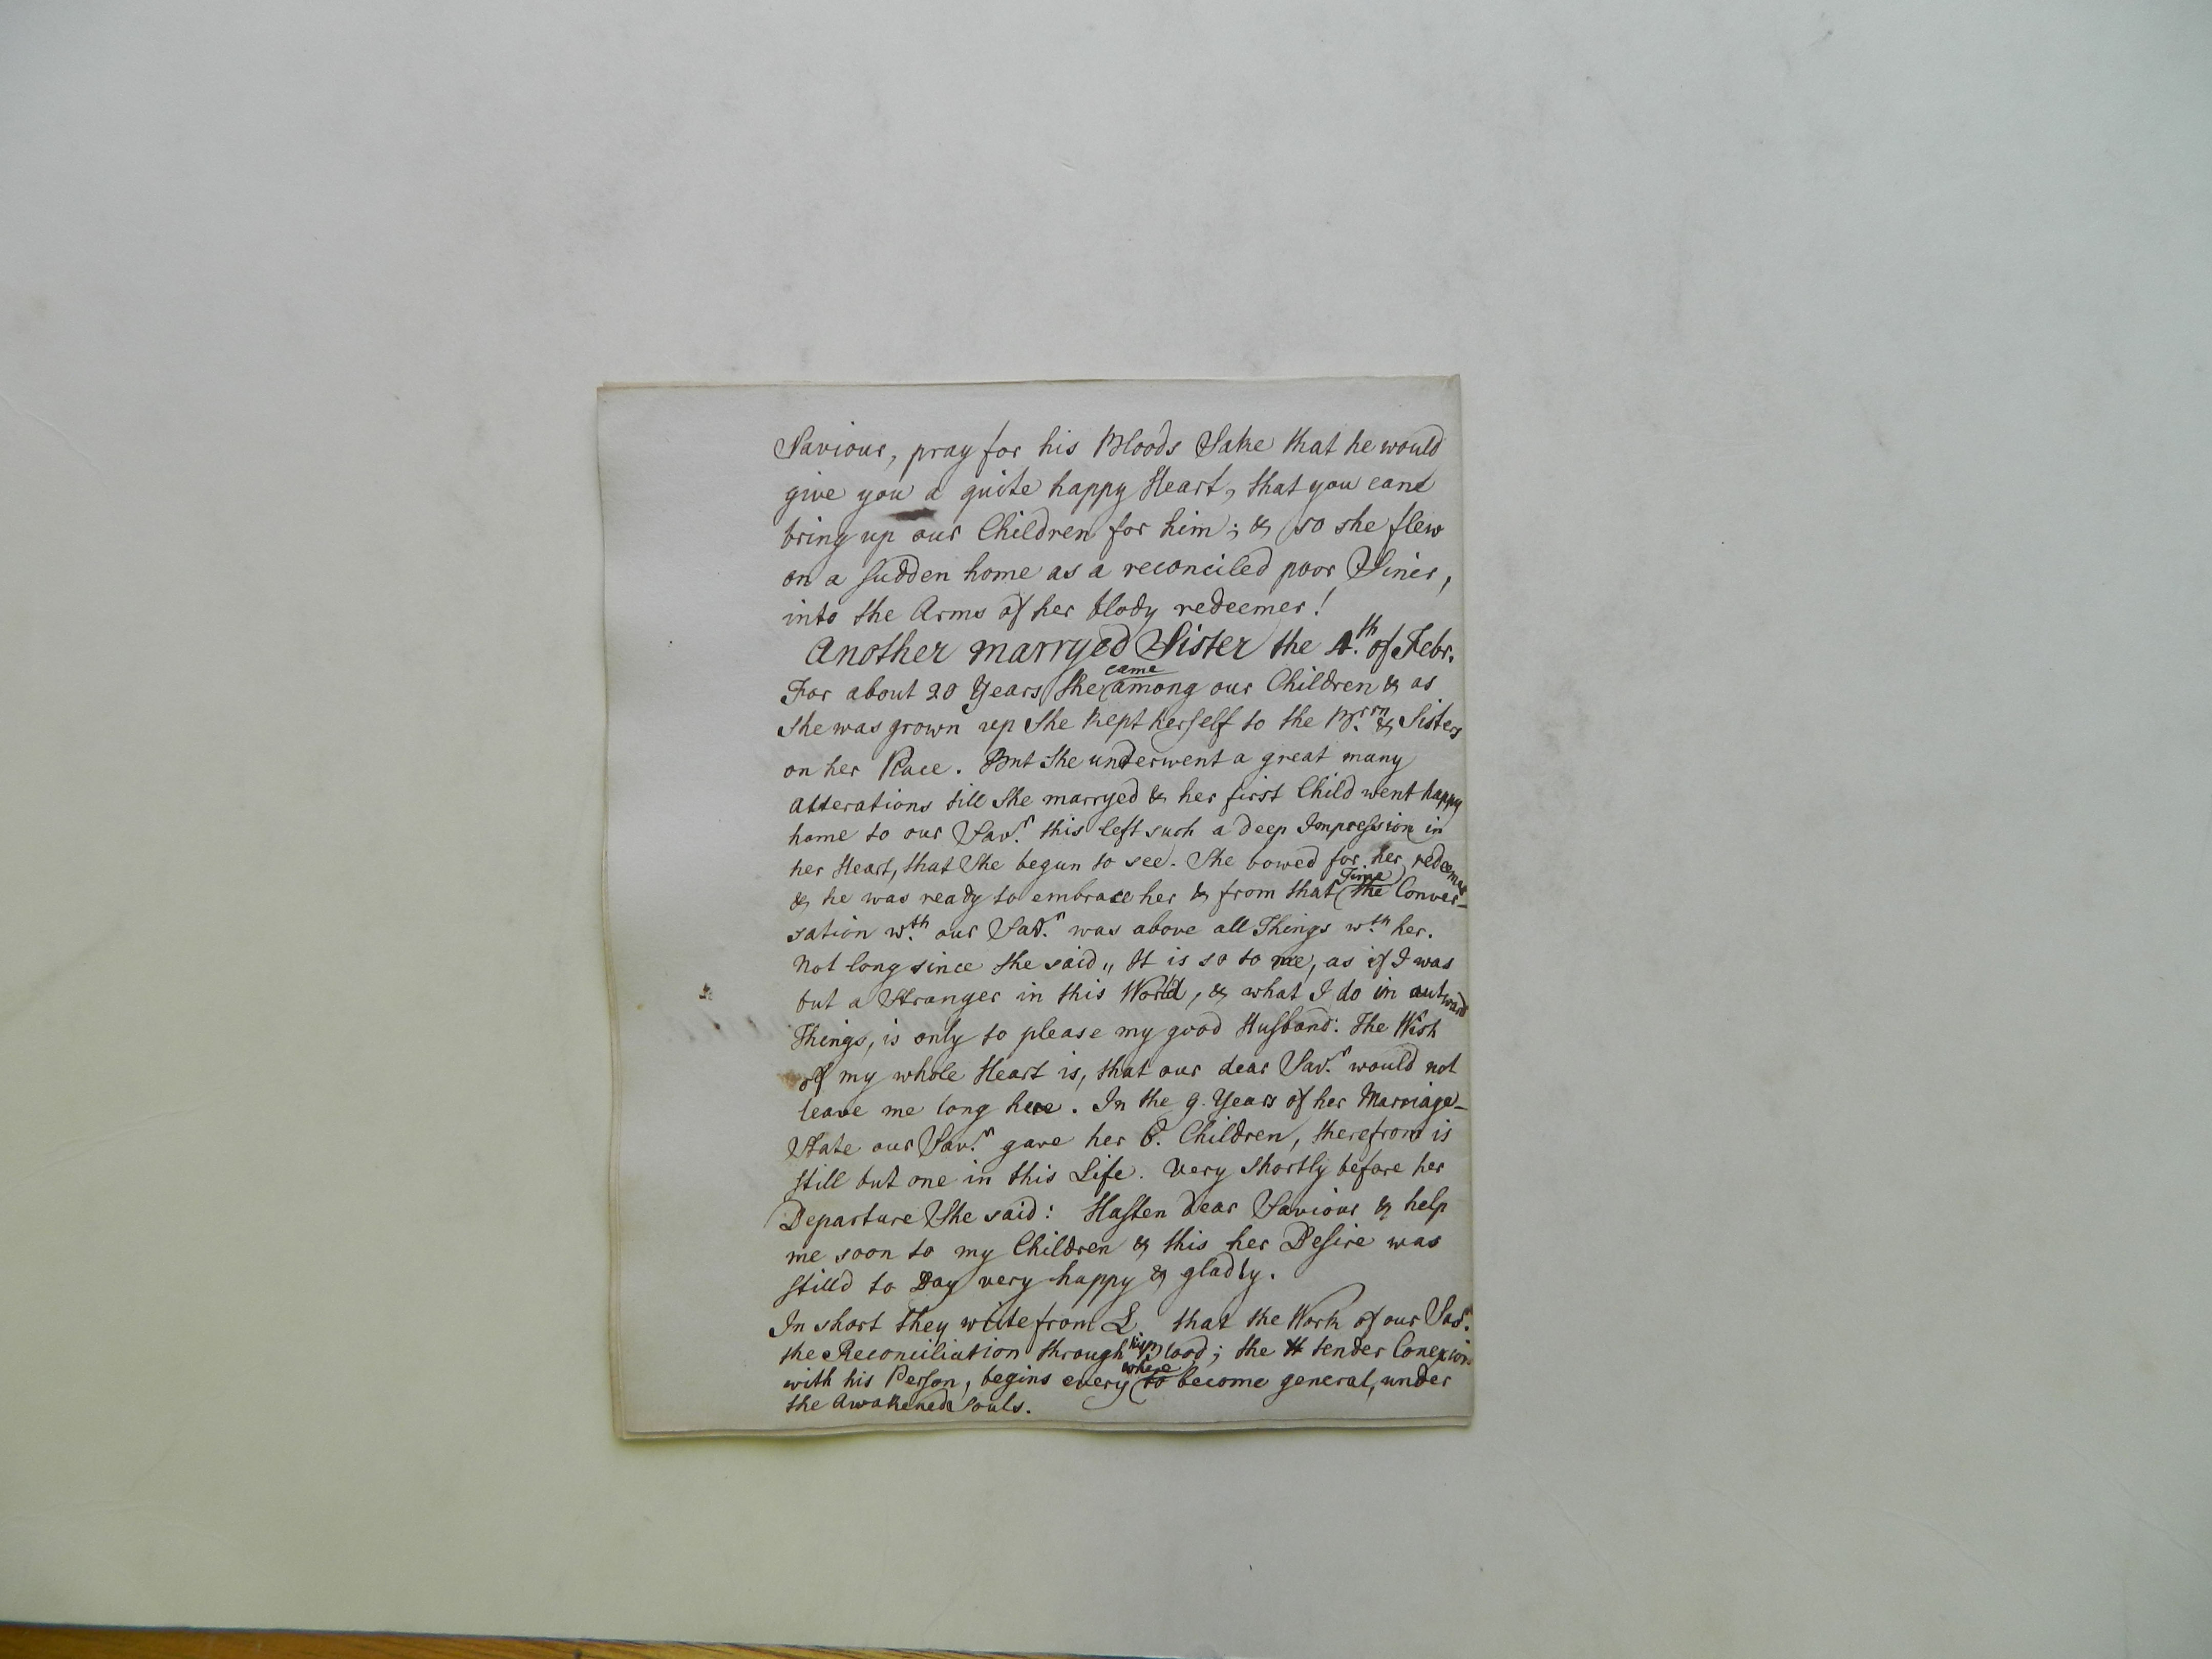 Saviour, pray for his Bloods Sake that he would
give you a quite happy Heart, that you cand
bring up our Children for him; & so she flew
on a sudden home as a reconciled poor Siner,
into the Arms of her blody redeemer!
Another marryed Sister the 4th. of Febr.
For about 20 Years She came among our Children & as
She was grown up She kept herself to the Brrn. & Sisters
on her Place. But She underwent a great many
alterations till She marryed & her first Child went happy
home to our Savr. this left such a deep Impression in
her Heart, that She begun to see. She bowed for her redeemer
& he was ready to embrace her & from that Time the Conver-
sation wth. our Savr. was above all Things wth. her.
Not long since she said „ It is so to me, as if I was
but a Stranger in this World, & what I do in outward
Things, is only to please my good Husband: The Wish
of my whole Heart is, that our dear Savr. would not
leave me long here. In the 9. Years of her Marriage-
State our Savr. gave her 6. Children, therefrom is
still but one in this Life. Very Shortly before her
Departure She said: Hasten dear Saviour & help
me soon to my Children & this her Desire was
stilld to Day very happy & gladly.
In short they write from L that the Work of our Savr.
the Reconciliation through his Blood; the tender Conexion
with his Person, begins every where to become general, under
the Awakened Souls.